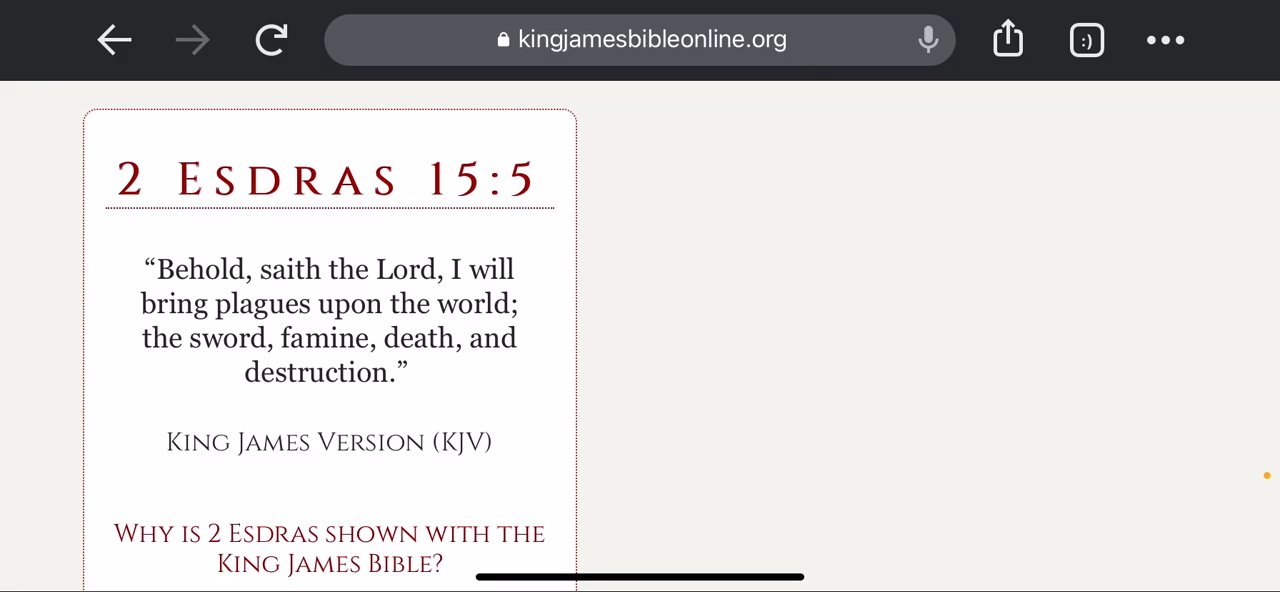 kingjamesbibleonline.org
:)
2 Esdras 15:5
“Behold, saith the Lord, I will
bring plagues upon the world;
the sword, famine, death, and
destruction.”
King James Version (KJV)
Why is 2 Esdras shown with the
King James Bible?